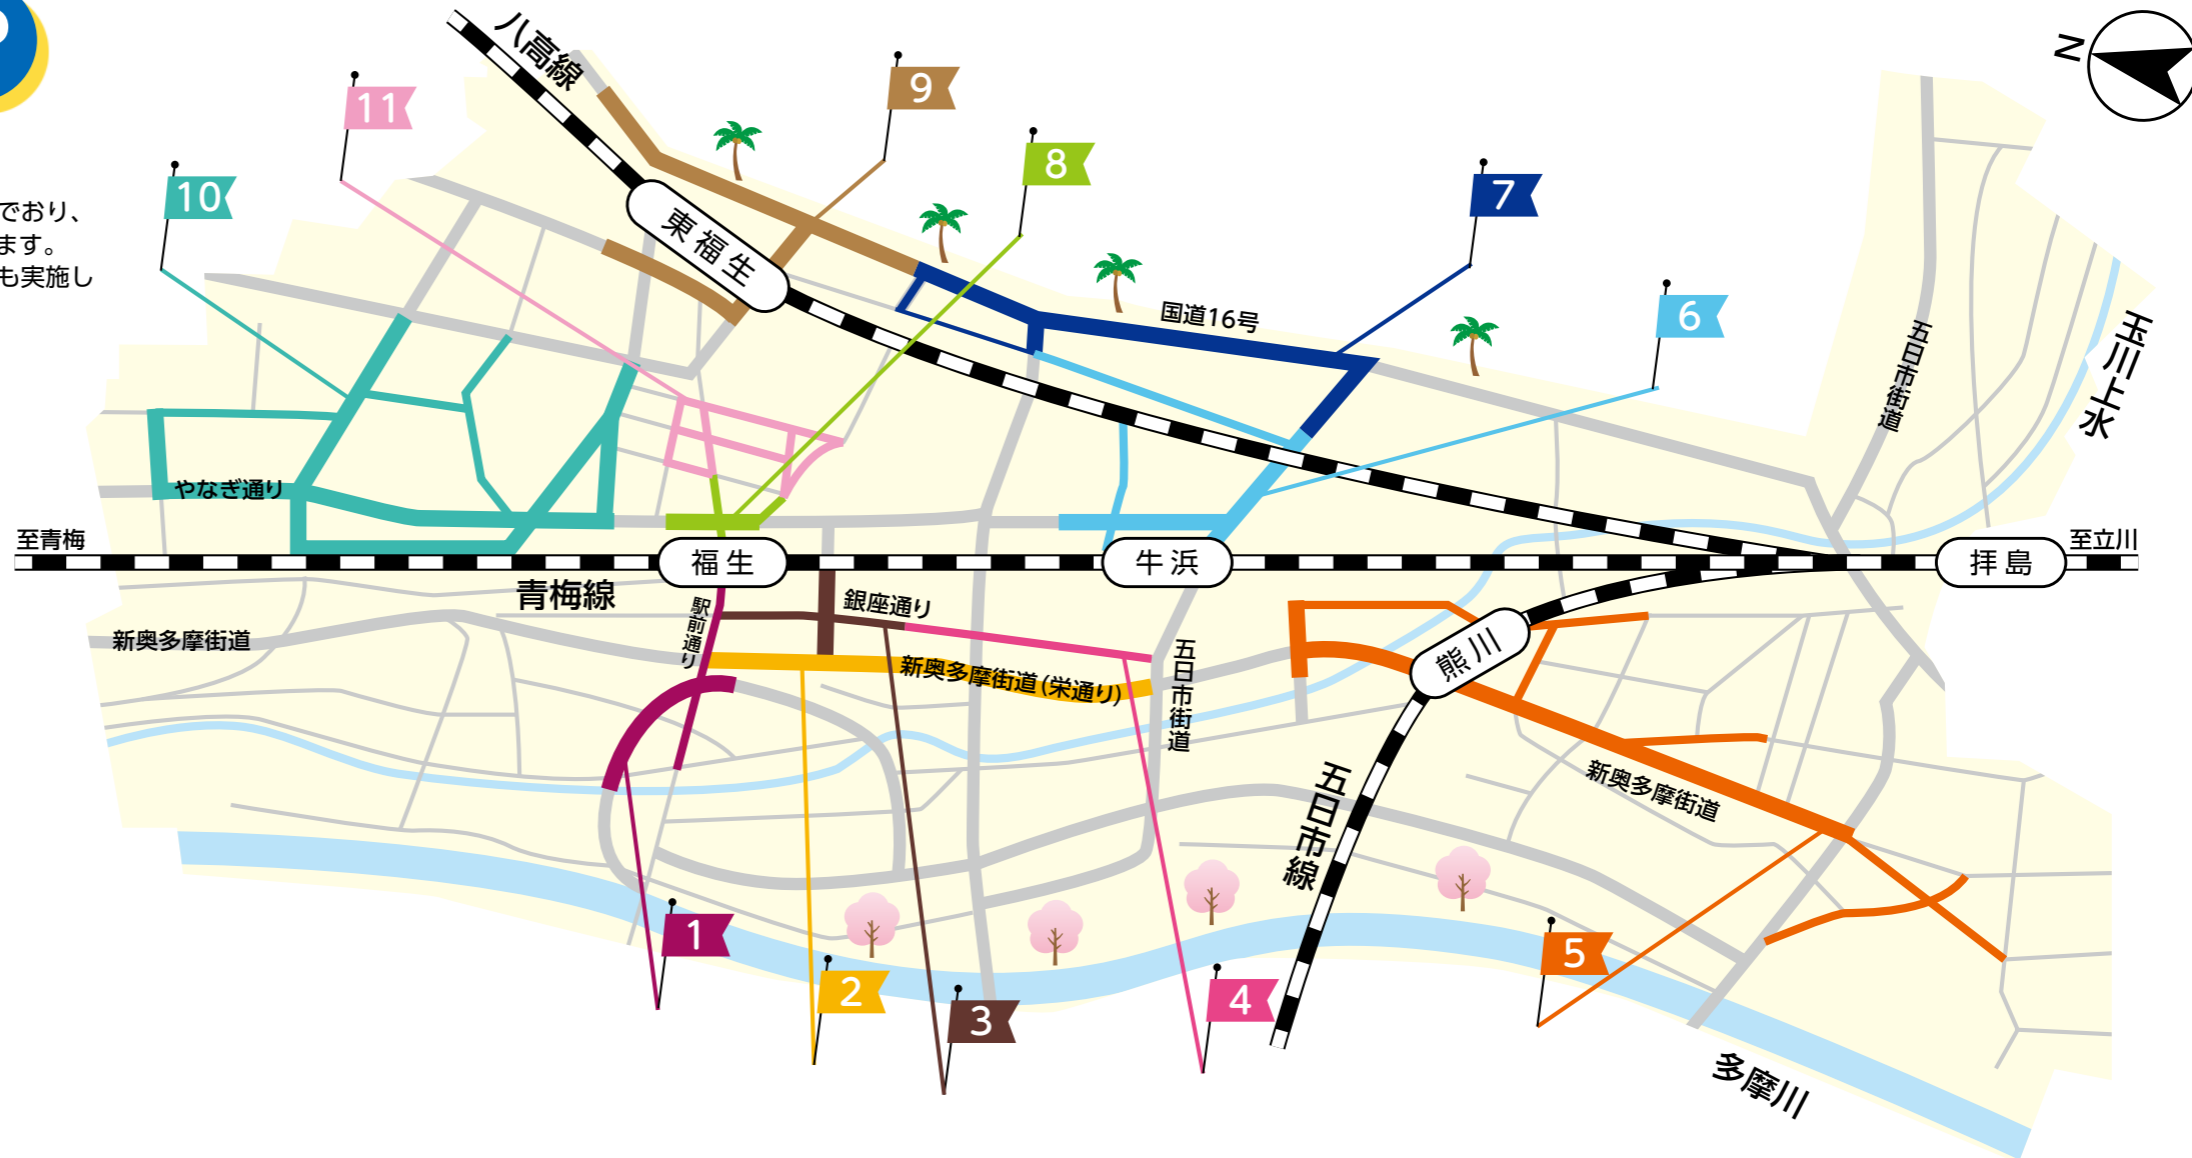 でおり、
ます。
も実施し
八高線
11
9
8
10
7
6
N
東福生
国道16号
五日市街道
玉川上水
やなぎ通り
至青梅
福生
牛浜
拝島
至立川
青梅線
駅前通り
銀座通り
新奥多摩街道
新奥多摩街道（栄通り）
五日市街道
熊川
五日市線
新奥多摩街道
1
2
3
4
5
多摩川